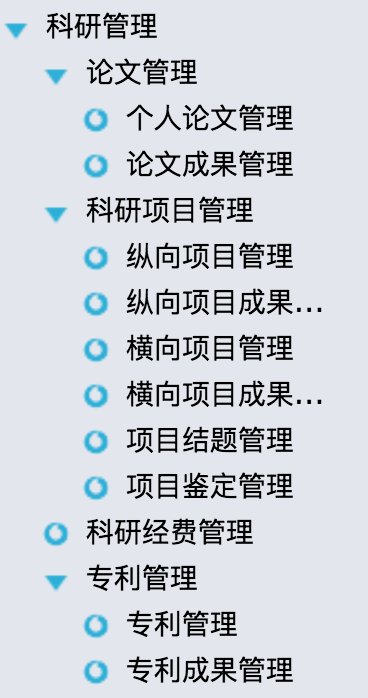 科研管理
论文管理
个人论文管理
论文成果管理
科研项目管理
纵向项目管理
纵向项目成果...
横向项目管理
横向项目成果...
项目结题管理
项目鉴定管理
科研经费管理
专利管理
专利管理
专利成果管理